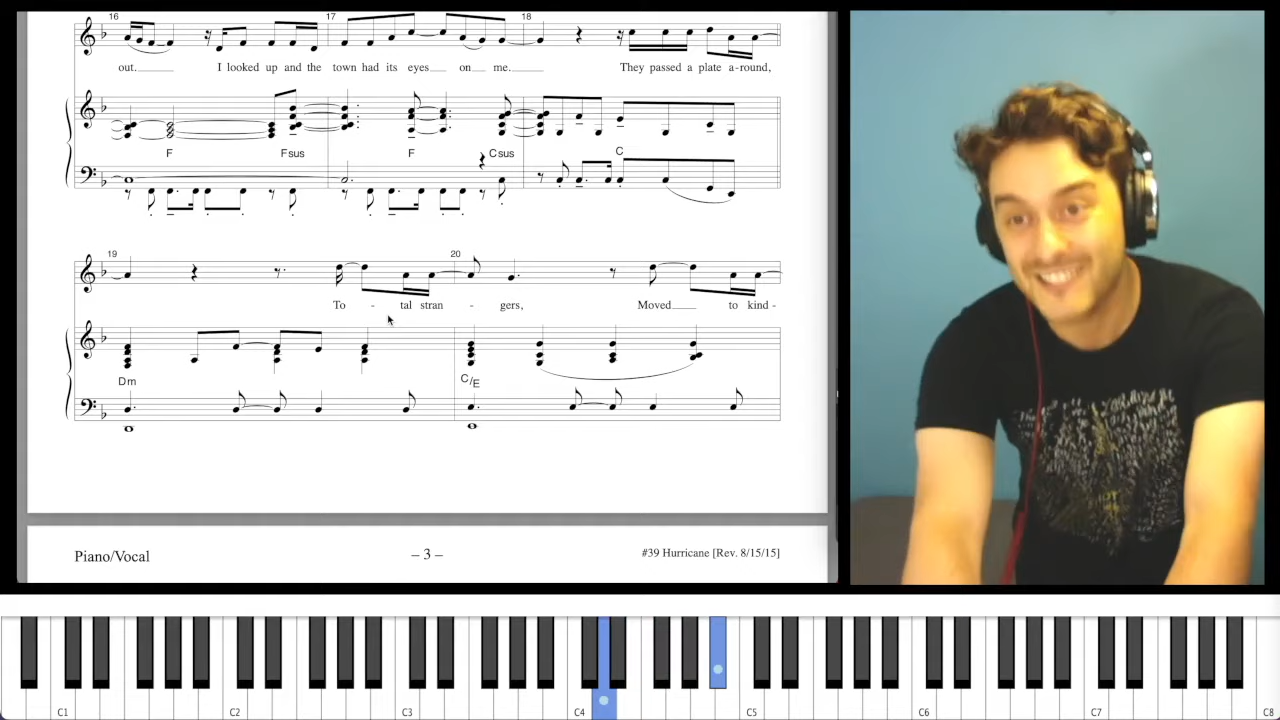 16 17 18
out. I looked up and the town had its eyes on me. They passed a plate a-round,
F Fsus F Csus C
19 20
To - tal stran - gers, Moved to kind -
Dm C/E
Piano/Vocal – 3 – #39 Hurricane [Rev. 8/15/15]
C1 C2 C3 C4 C5 C6 C7 C8